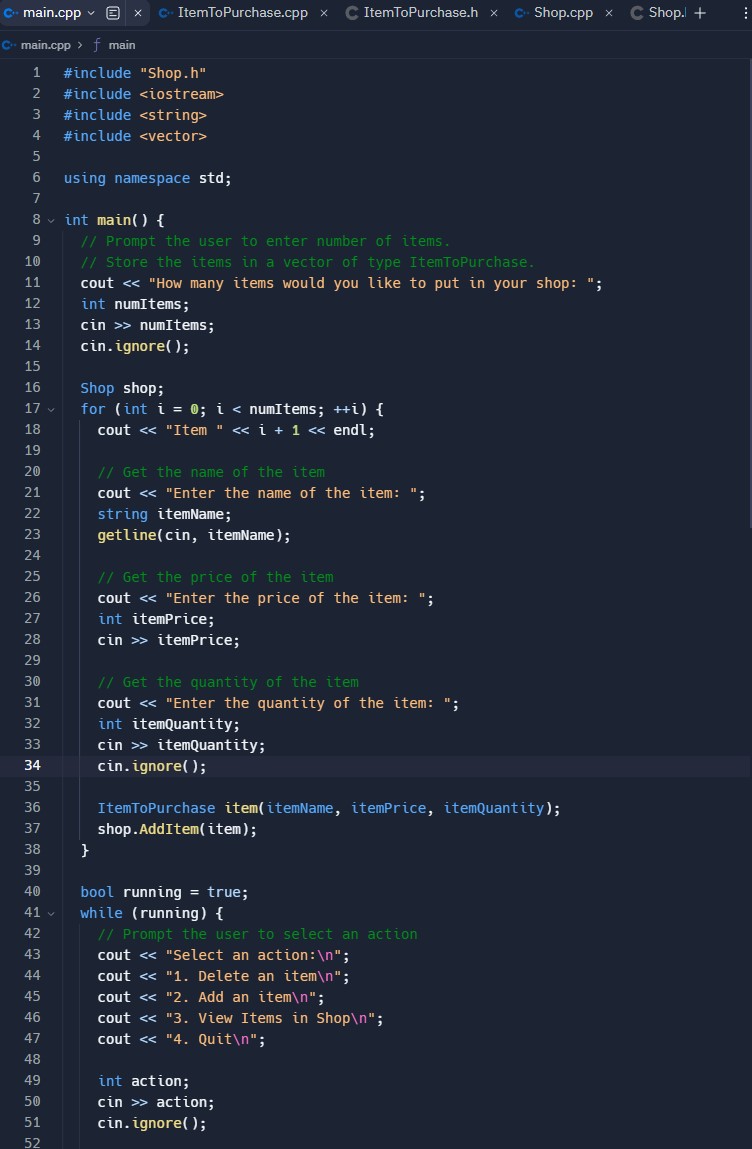 main.cpp ItemToPurchase.cpp ItemToPurchase.h Shop.cpp Shop.
main.cpp > f main
1 #include "Shop.h"
2 #include <iostream>
3 #include <string>
4 #include <vector>
5
6 using namespace std;
7
8 int main() {
9 // Prompt the user to enter number of items.
10 // Store the items in a vector of type ItemToPurchase.
11 cout << "How many items would you like to put in your shop: ";
12 int numItems;
13 cin >> numItems;
14 cin.ignore();
15
16 Shop shop;
17 for (int i = 0; i < numItems; ++i) {
18 cout << "Item " << i + 1 << endl;
19
20 // Get the name of the item
21 cout << "Enter the name of the item: ";
22 string itemName;
23 getline(cin, itemName);
24
25 // Get the price of the item
26 cout << "Enter the price of the item: ";
27 int itemPrice;
28 cin >> itemPrice;
29
30 // Get the quantity of the item
31 cout << "Enter the quantity of the item: ";
32 int itemQuantity;
33 cin >> itemQuantity;
34 cin.ignore();
35
36 ItemToPurchase item(itemName, itemPrice, itemQuantity);
37 shop.AddItem(item);
38 }
39
40 bool running = true;
41 while (running) {
42 // Prompt the user to select an action
43 cout << "Select an action:\n";
44 cout << "1. Delete an item\n";
45 cout << "2. Add an item\n";
46 cout << "3. View Items in Shop\n";
47 cout << "4. Quit\n";
48
49 int action;
50 cin >> action;
51 cin.ignore();
52